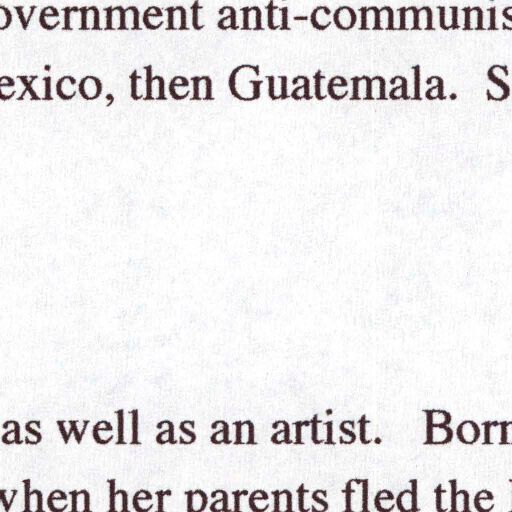 overnment anti-communis
exico, then Guatemala.  S
as well as an artist.   Born
when her parents fled the